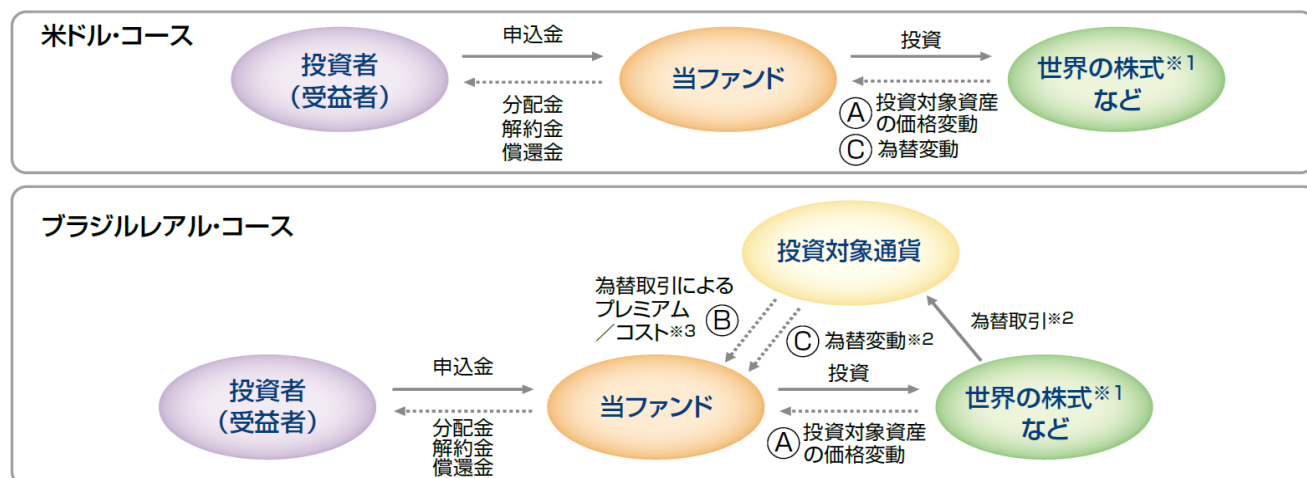 米ドル・コース
投資者
（受益者）
申込金
分配金
解約金
償還金
当ファンド
投資
Ⓐ 投資対象資産
の価格変動
Ⓒ 為替変動
世界の株式※1
など
ブラジルレアル・コース
投資対象通貨
為替取引による
プレミアム
／コスト※3 Ⓑ
Ⓒ 為替変動※2
為替取引※2
投資者
（受益者）
申込金
分配金
解約金
償還金
当ファンド
投資
Ⓐ 投資対象資産
の価格変動
世界の株式※1
など